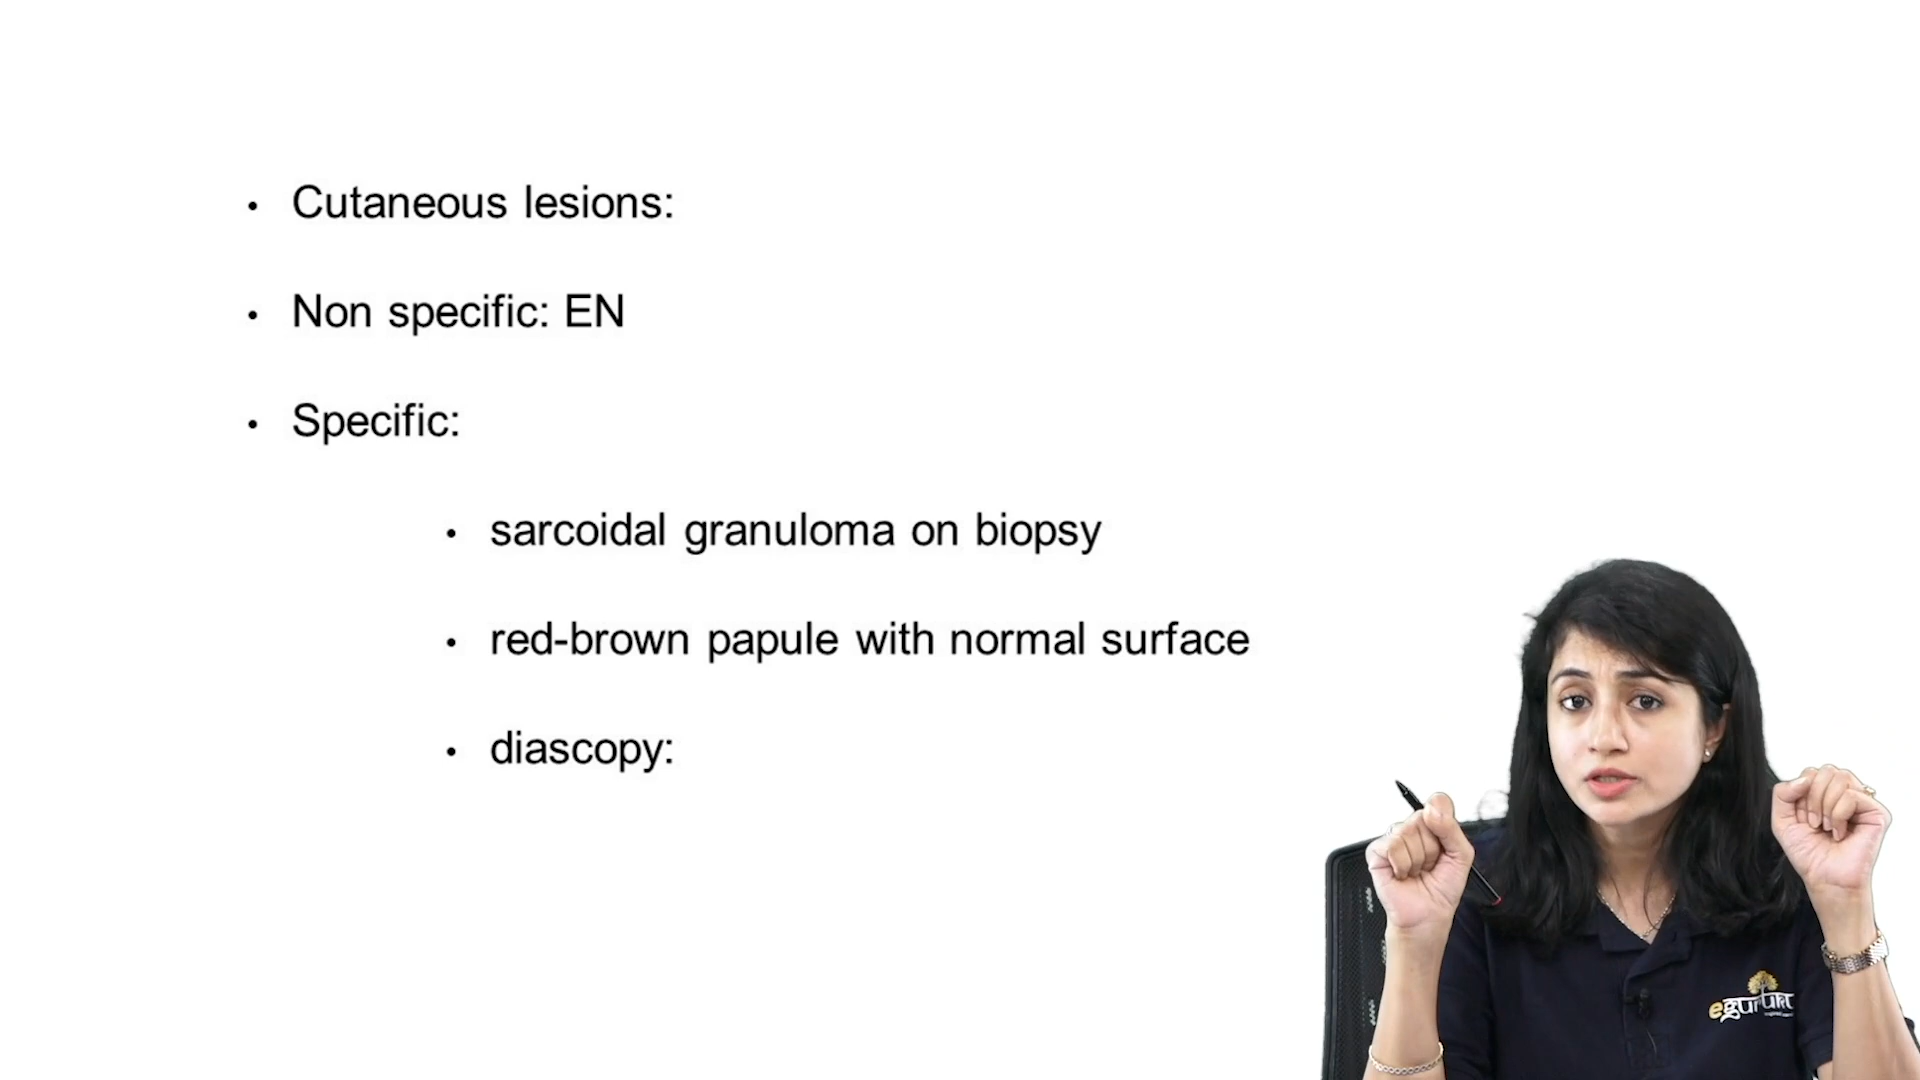 • Cutaneous lesions:
• Non specific: EN
• Specific:
• sarcoidal granuloma on biopsy
• red-brown papule with normal surface
• diascopy: